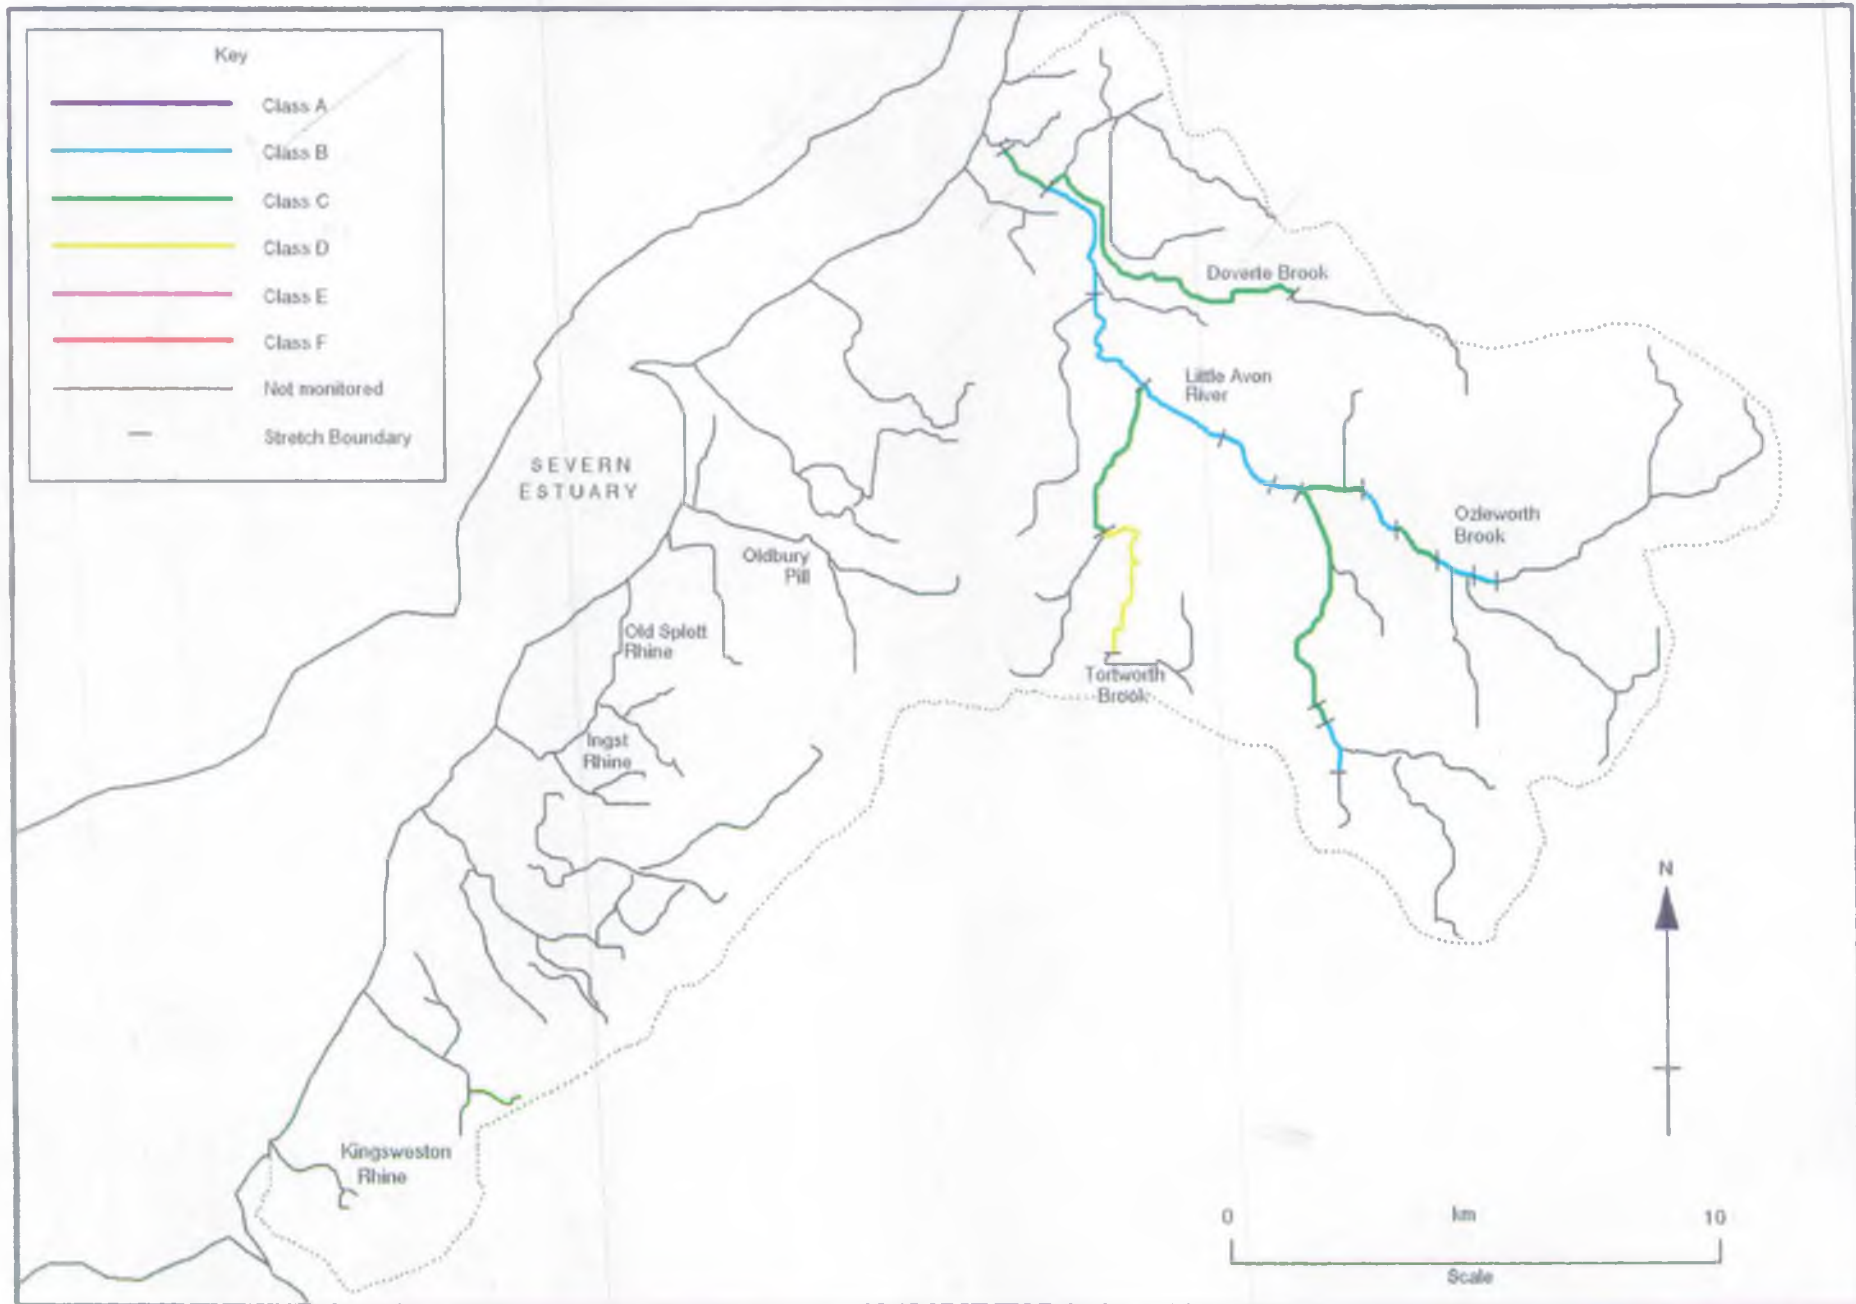 Key
Class A
Class B
Class C
Class D
Class E
Class F
Not monitored
Stretch Boundary
Doverte Brook
Little Avon
River
SEVERN
ESTUARY
Ozleworth
Brook
Oldbury
Pill
Old Splott
Rhine
Tortworth
Brook
Ingst
Rhine
N
Kingsweston
Rhine
0 km 10
Scale